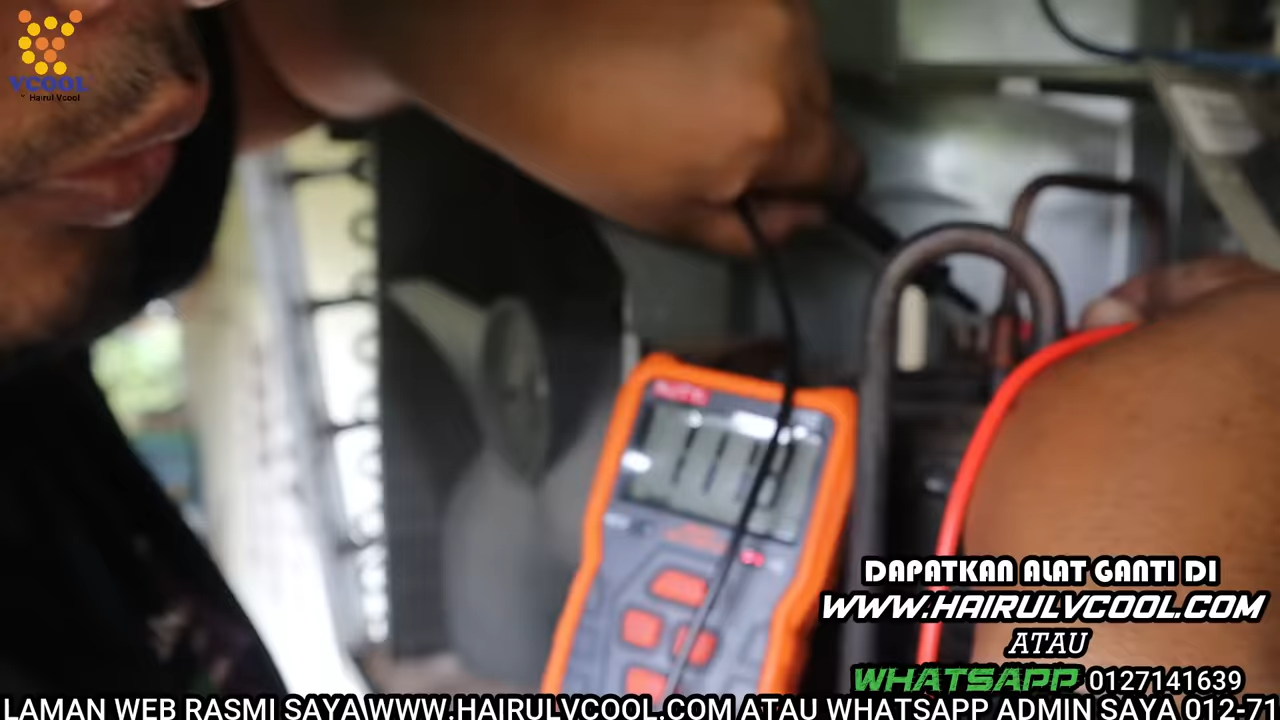 VCOOL
Hairul Vcool
DAPATKAN ALAT GANTI DI
WWW.HAIRULVCOOL.COM
ATAU
WHATSAPP 0127141639
LAMAN WEB RASMI SAYA WWW.HAIRULVCOOL.COM ATAU WHATSAPP ADMIN SAYA 012-71